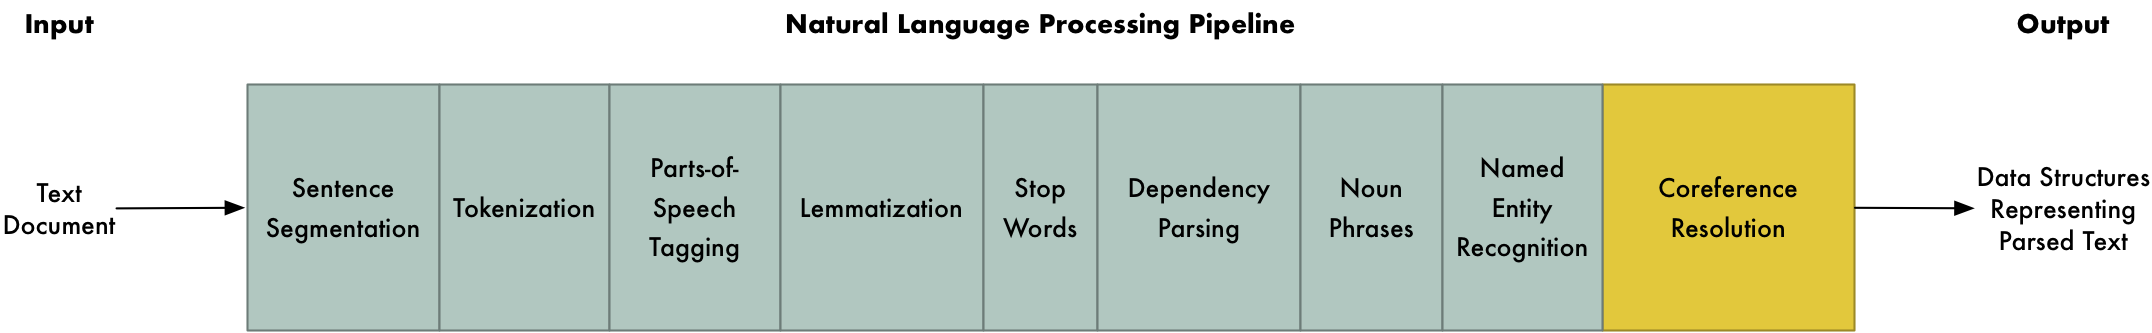 Input
Natural Language Processing Pipeline
Output
Text
Document
Sentence
Segmentation
Tokenization
Parts-of-
Speech
Tagging
Lemmatization
Stop
Words
Dependency
Parsing
Noun
Phrases
Named
Entity
Recognition
Coreference
Resolution
Data Structures
Representing
Parsed Text